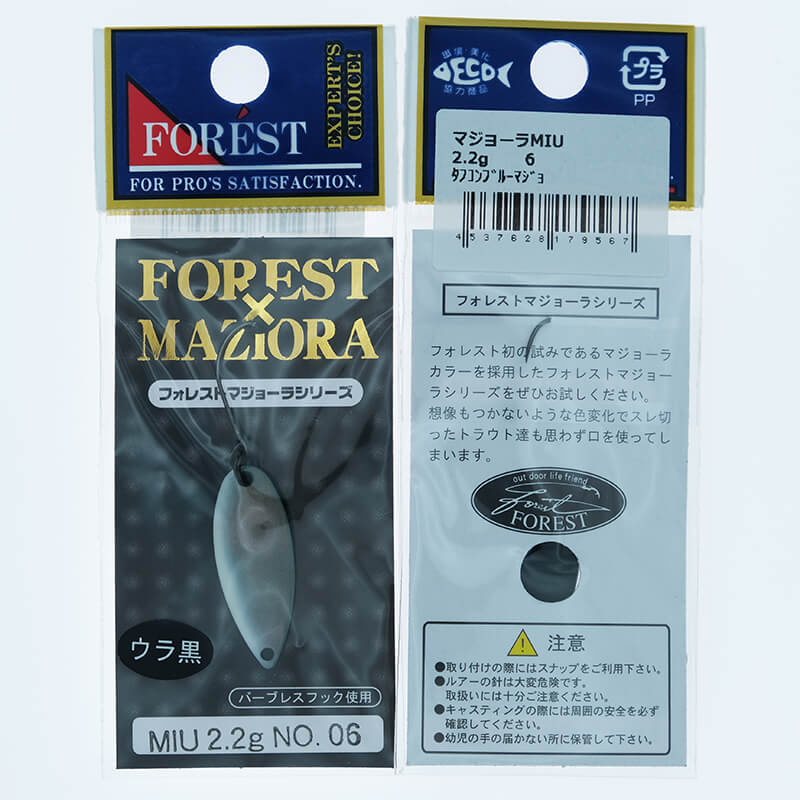 FORÉST
EXPERT'S
CHOICE!
FOR PRO'S SATISFACTION.
FOREST
×
MAZIORA
フォレストマジョーラシリーズ
ウラ黒
バーブレスフック使用
MIU 2.2g NO. 06
環境・美化
ECO
協力商品
プラ
PP
マジョーラMIU
2.2g 6
ﾀﾌｺﾝﾌﾞﾙｰﾏｼﾞｮ
4537628179567
フォレストマジョーラシリーズ
フォレスト初の試みであるマジョーラ
カラーを採用したフォレストマジョー
ラシリーズをぜひお試しください。
想像もつかないような色変化でスレ切
ったトラウト達も思わず口を使ってし
まいます。
out door life friend
forest
FOREST
注意
●取り付けの際にはスナップをご利用下さい。
●ルアーの針は大変危険です。
取扱いには十分ご注意ください。
●キャスティングの際には周囲の安全を必ず
確認してください。
●幼児の手の届かない所に保管して下さい。